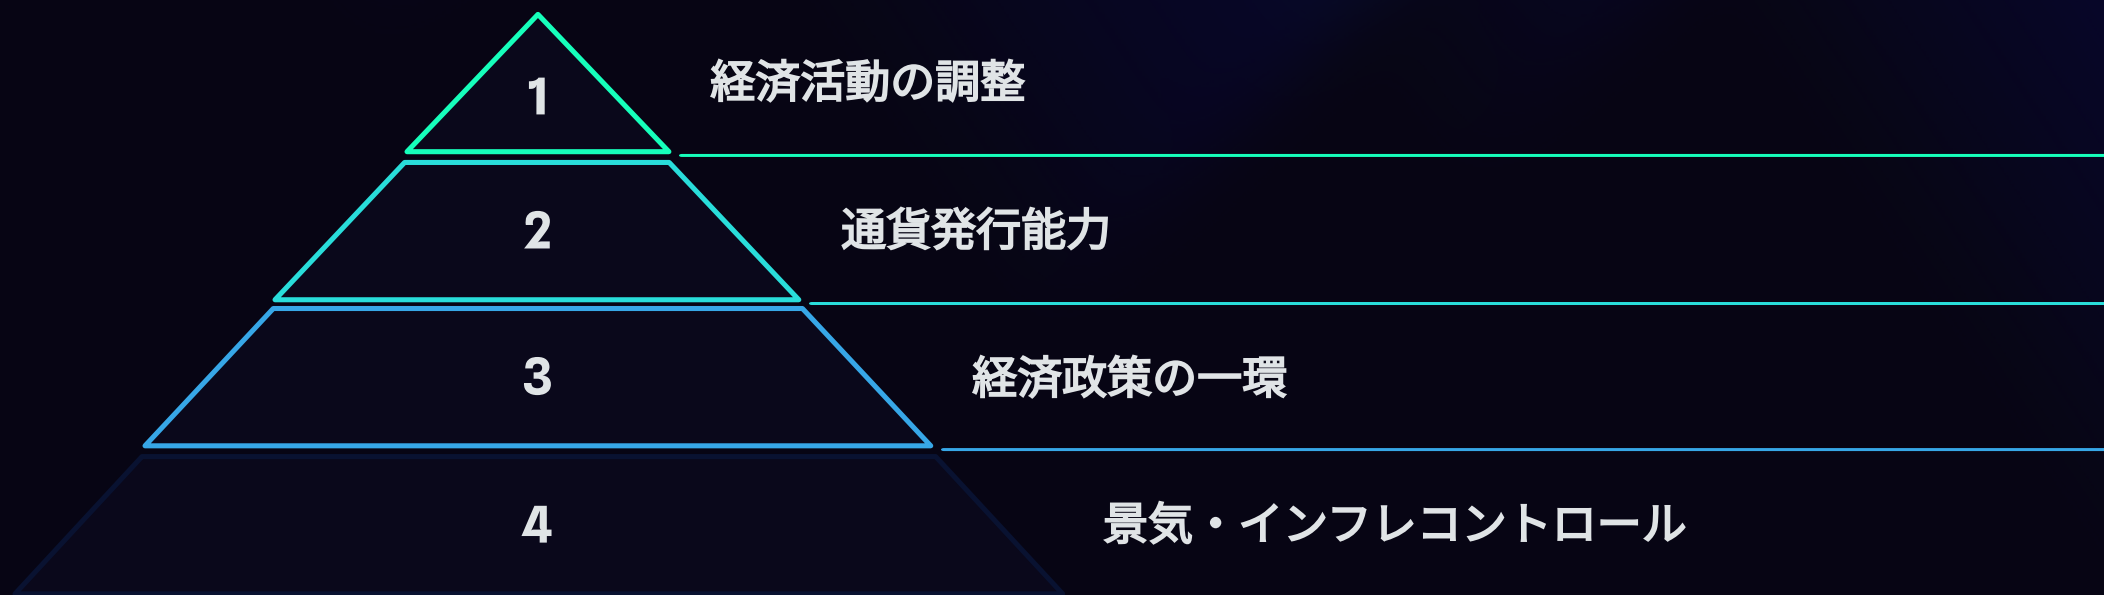 1
経済活動の調整
2
通貨発行能力
3
経済政策の一環
4
景気・インフレコントロール